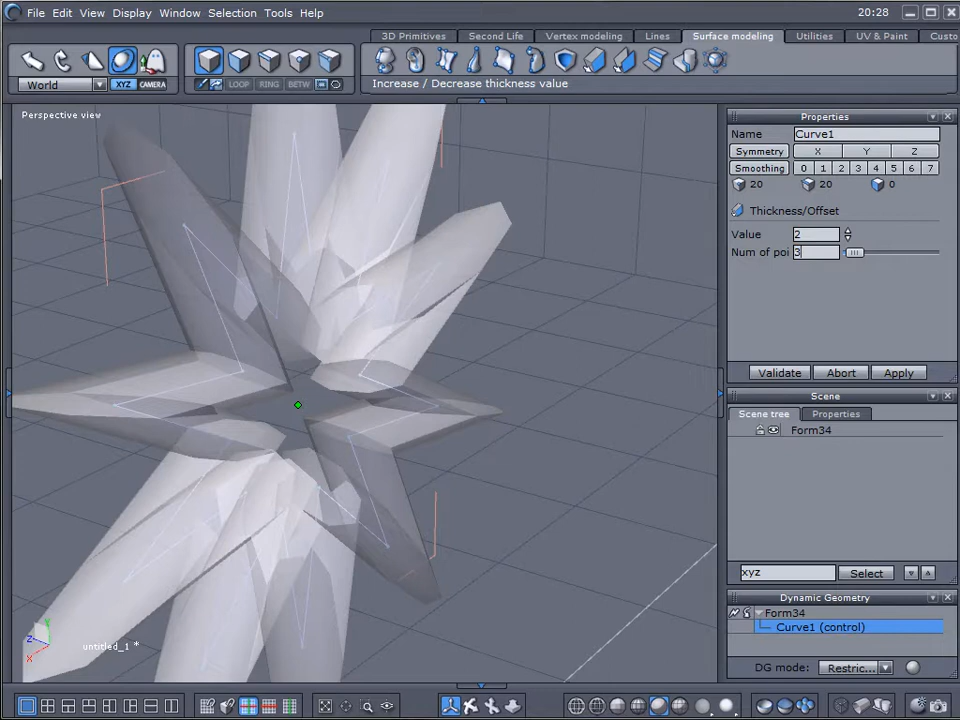 File Edit View Display Window Selection Tools Help 20:28
3D Primitives Second Life Vertex modeling Lines Surface modeling Utilities UV & Paint Custo
World XYZ CAMERA LOOP RING BETW Increase / Decrease thickness value
Perspective view
Properties
Name Curve1
Symmetry X Y Z
Smoothing 0 1 2 3 4 5 6 7
20 20 0
Thickness/Offset
Value 2
Num of poi 3
Validate Abort Apply
Scene
Scene tree Properties
Form34
xyz Select
Dynamic Geometry
Form34
Curve1 (control)
DG mode: Restric...
Y
Z
X
untitled_1 *